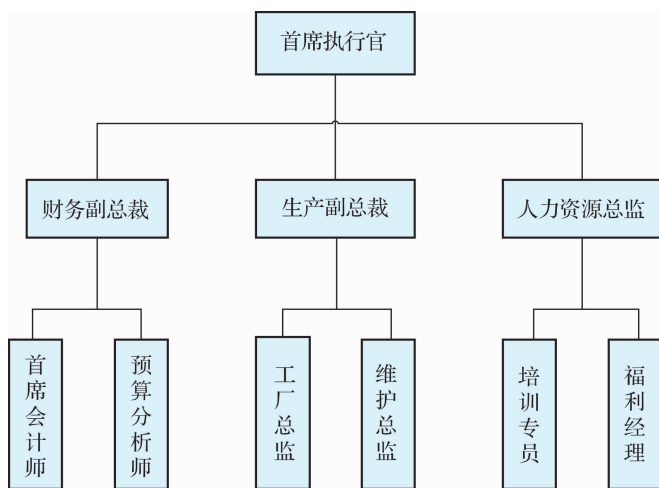 首席执行官
财务副总裁
生产副总裁
人力资源总监
首席会计师
预算分析师
工厂总监
维护总监
培训专员
福利经理